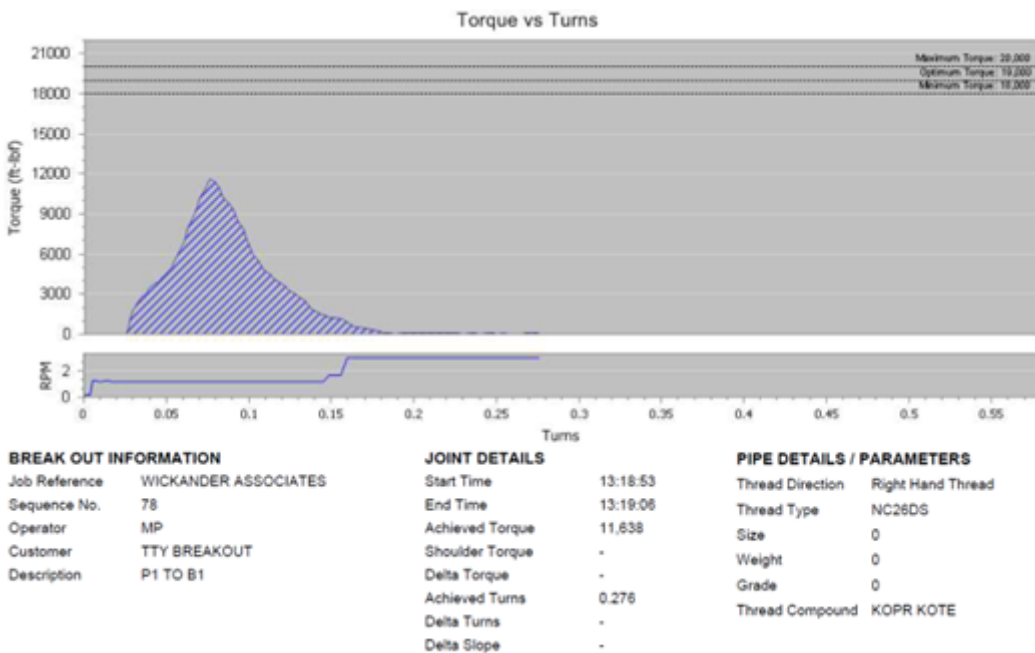 Torque vs Turns
Maximum Torque: 20,000
Optimum Torque: 19,000
Minimum Torque: 18,000
21000
18000
15000
12000
9000
6000
3000
0
Torque (ft-lbf)
2
0
RPM
0 0.05 0.1 0.15 0.2 0.25 0.3 0.35 0.4 0.45 0.5 0.55
Turns
BREAK OUT INFORMATION
Job Reference WICKANDER ASSOCIATES
Sequence No. 78
Operator MP
Customer TTY BREAKOUT
Description P1 TO B1
JOINT DETAILS
Start Time 13:18:53
End Time 13:19:06
Achieved Torque 11,638
Shoulder Torque -
Delta Torque -
Achieved Turns 0.276
Delta Turns -
Delta Slope -
PIPE DETAILS / PARAMETERS
Thread Direction Right Hand Thread
Thread Type NC26DS
Size 0
Weight 0
Grade 0
Thread Compound KOPR KOTE